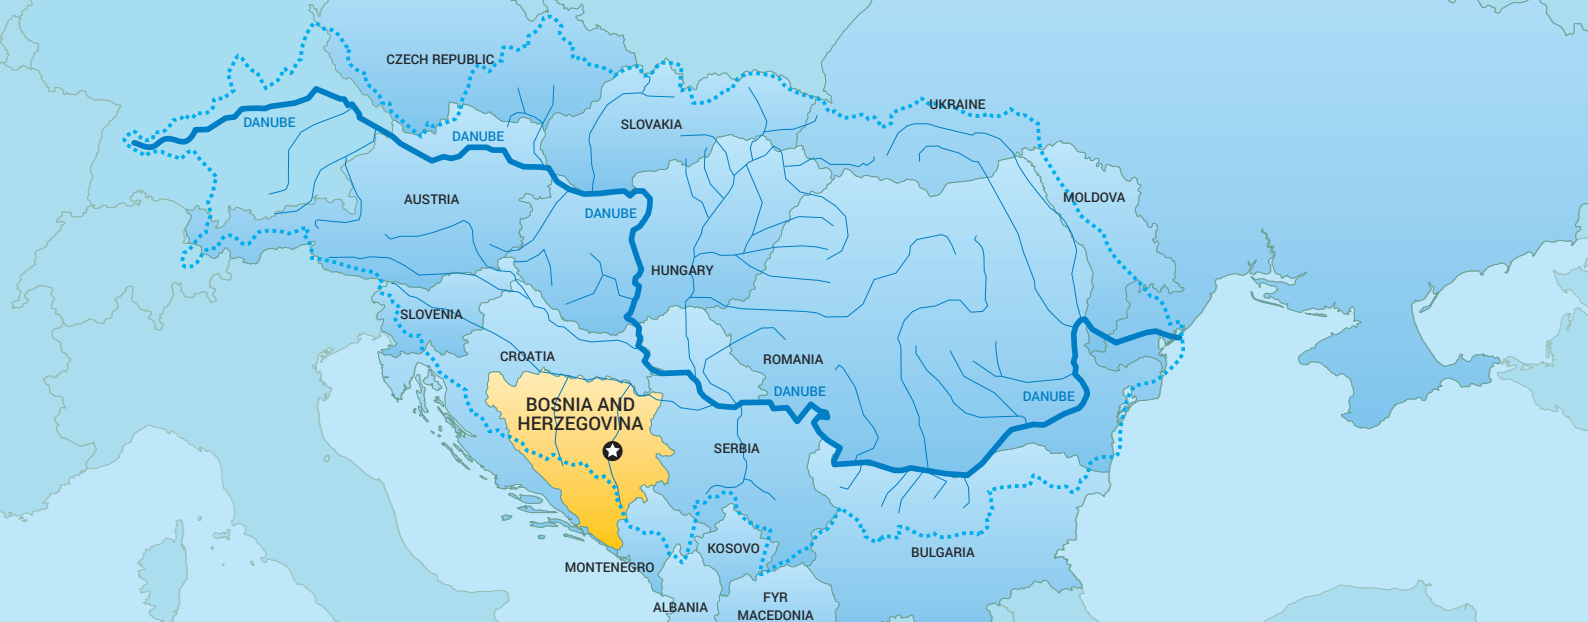 CZECH REPUBLIC
UKRAINE
DANUBE
SLOVAKIA
DANUBE
AUSTRIA
MOLDOVA
DANUBE
HUNGARY
SLOVENIA
CROATIA
ROMANIA
DANUBE
DANUBE
BOSNIA AND
HERZEGOVINA
SERBIA
KOSOVO
BULGARIA
MONTENEGRO
ALBANIA
FYR
MACEDONIA